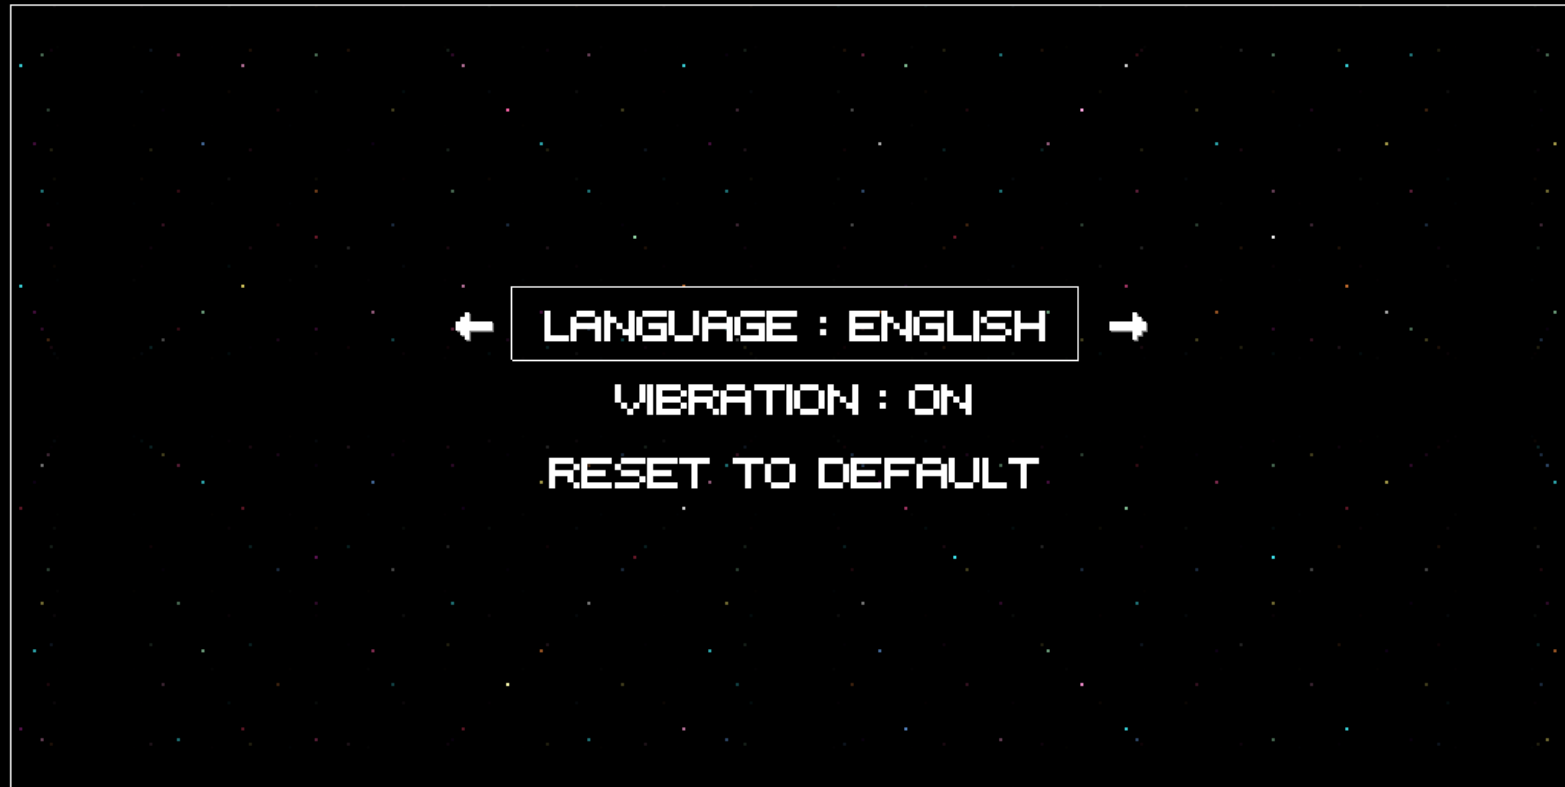 LANGUAGE : ENGLISH
VIBRATION : ON
RESET TO DEFAULT